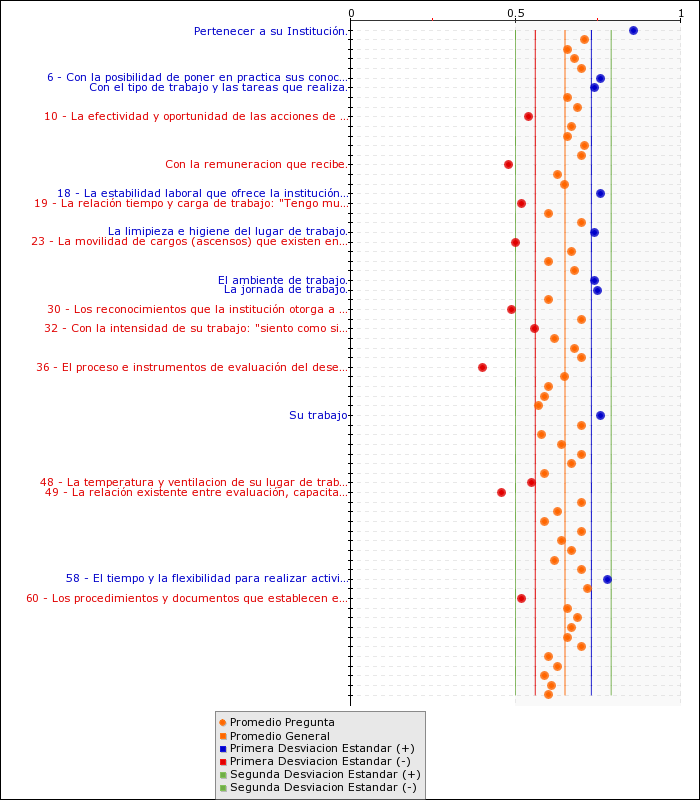 0
0.5
1
Pertenecer a su Institución.
6 - Con la posibilidad de poner en practica sus conoc...
Con el tipo de trabajo y las tareas que realiza.
10 - La efectividad y oportunidad de las acciones de ...
Con la remuneracion que recibe.
18 - La estabilidad laboral que ofrece la institución...
19 - La relación tiempo y carga de trabajo: "Tengo mu...
La limipieza e higiene del lugar de trabajo.
23 - La movilidad de cargos (ascensos) que existen en...
El ambiente de trabajo.
La jornada de trabajo.
30 - Los reconocimientos que la institución otorga a ...
32 - Con la intensidad de su trabajo: "siento como si...
36 - El proceso e instrumentos de evaluación del dese...
Su trabajo
48 - La temperatura y ventilacion de su lugar de trab...
49 - La relación existente entre evaluación, capacita...
58 - El tiempo y la flexibilidad para realizar activi...
60 - Los procedimientos y documentos que establecen e...
Promedio Pregunta
Promedio General
Primera Desviacion Estandar (+)
Primera Desviacion Estandar (-)
Segunda Desviacion Estandar (+)
Segunda Desviacion Estandar (-)